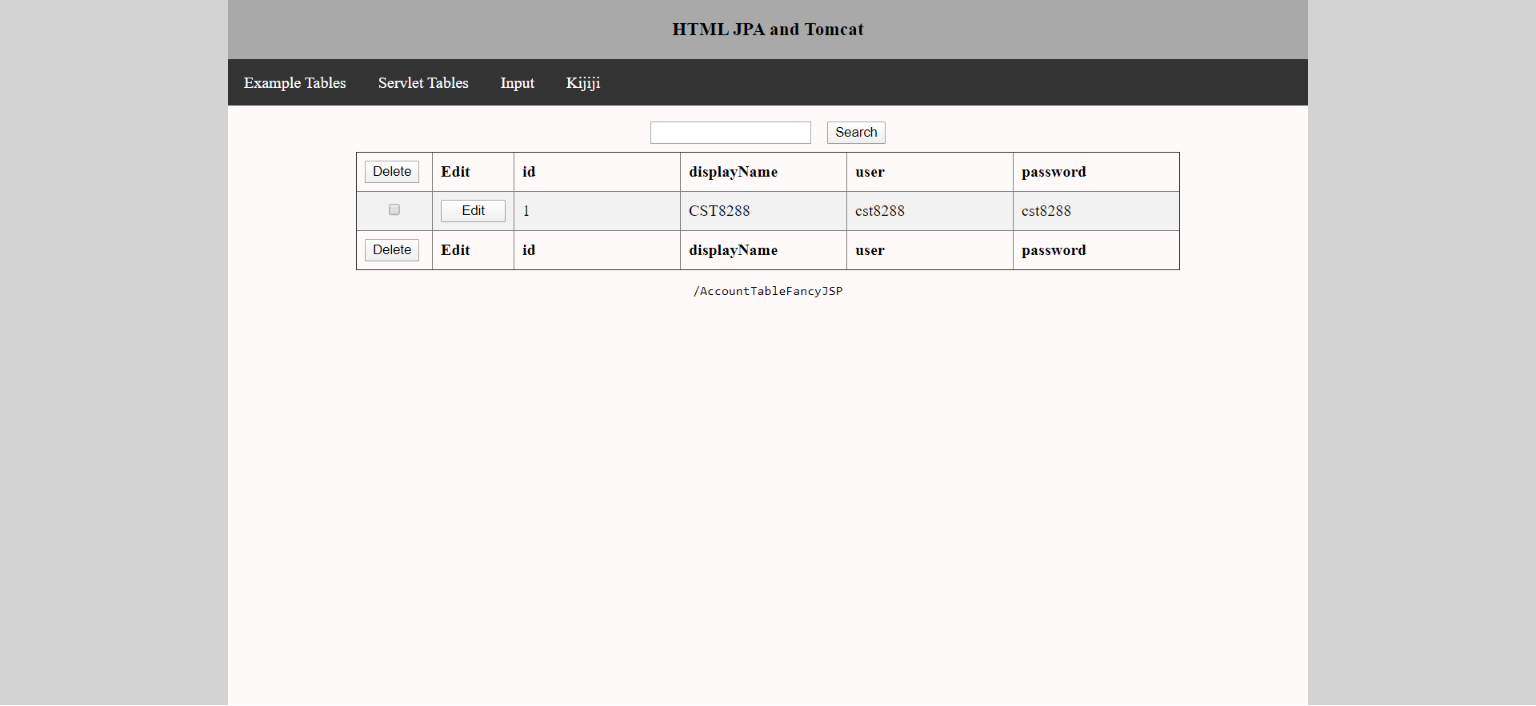 HTML JPA and Tomcat
Example Tables Servlet Tables Input Kijiji
Search
Delete Edit id displayName user password
Edit 1 CST8288 cst8288 cst8288
Delete Edit id displayName user password
/AccountTableFancyJSP